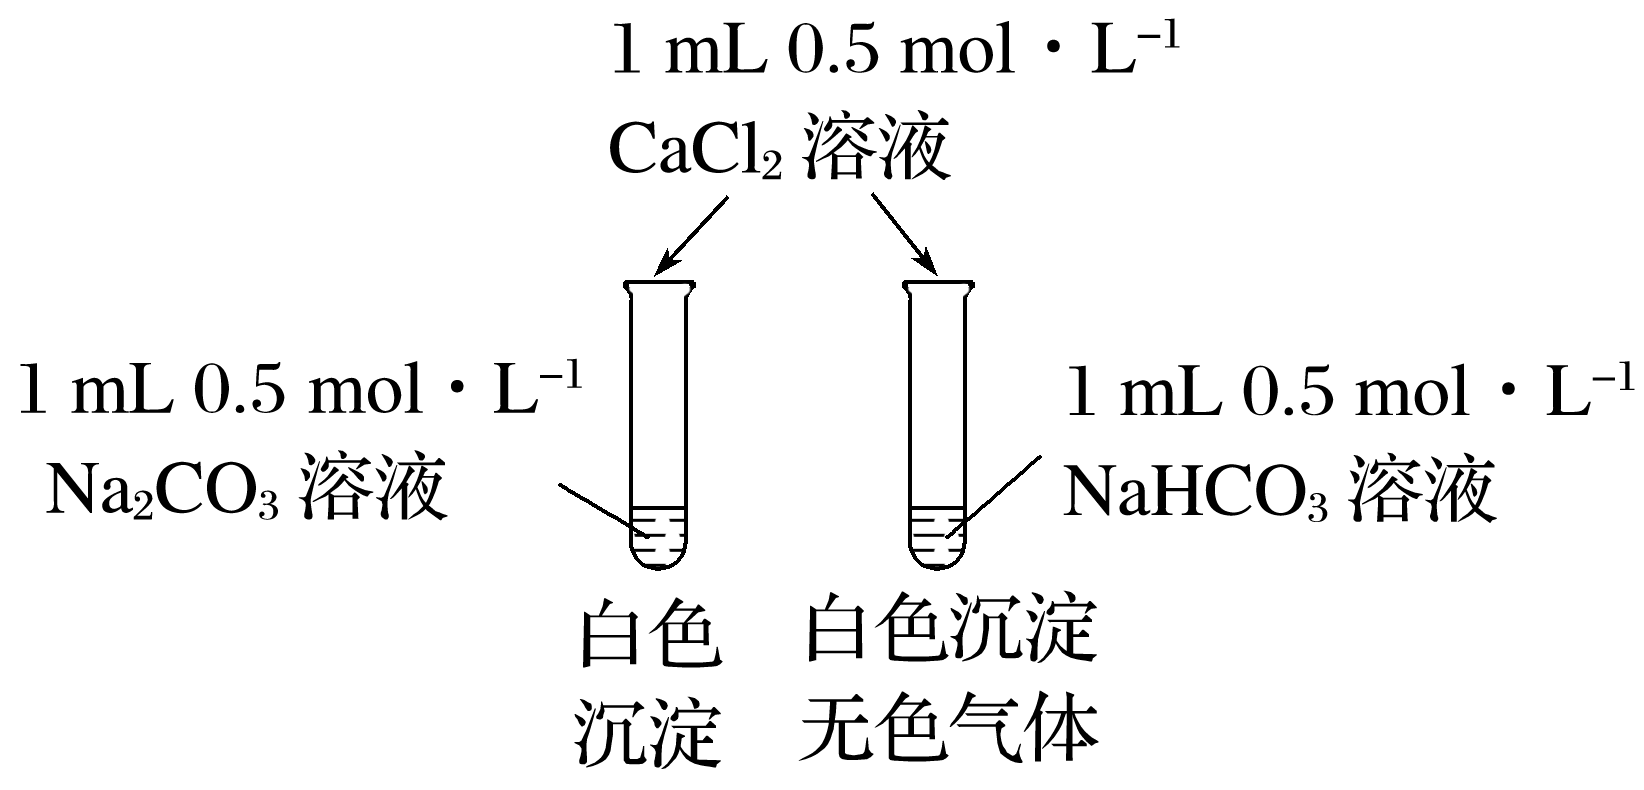 1 mL 0.5 mol·L⁻¹
CaCl₂ 溶液
1 mL 0.5 mol·L⁻¹
Na₂CO₃ 溶液
1 mL 0.5 mol·L⁻¹
NaHCO₃ 溶液
白色
沉淀
白色沉淀
无色气体